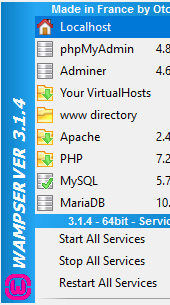 Made in France by Oto
Localhost
phpMyAdmin 4.8
Adminer 4.6
Your VirtualHosts
www directory
Apache 2.4
PHP 7.2
MySQL 5.7
MariaDB 10.
3.1.4 - 64bit - Servic
Start All Services
Stop All Services
Restart All Services
WAMPSERVER 3.1.4